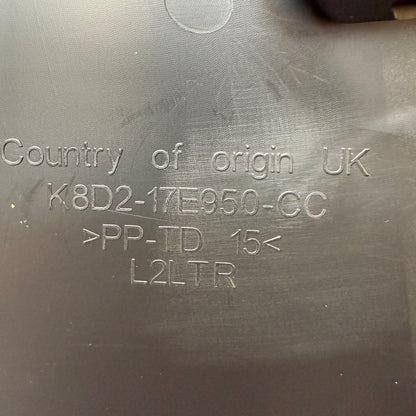 Country of origin UK
K8D2-17E950-CC
>PP-TD 15<
L2LTR